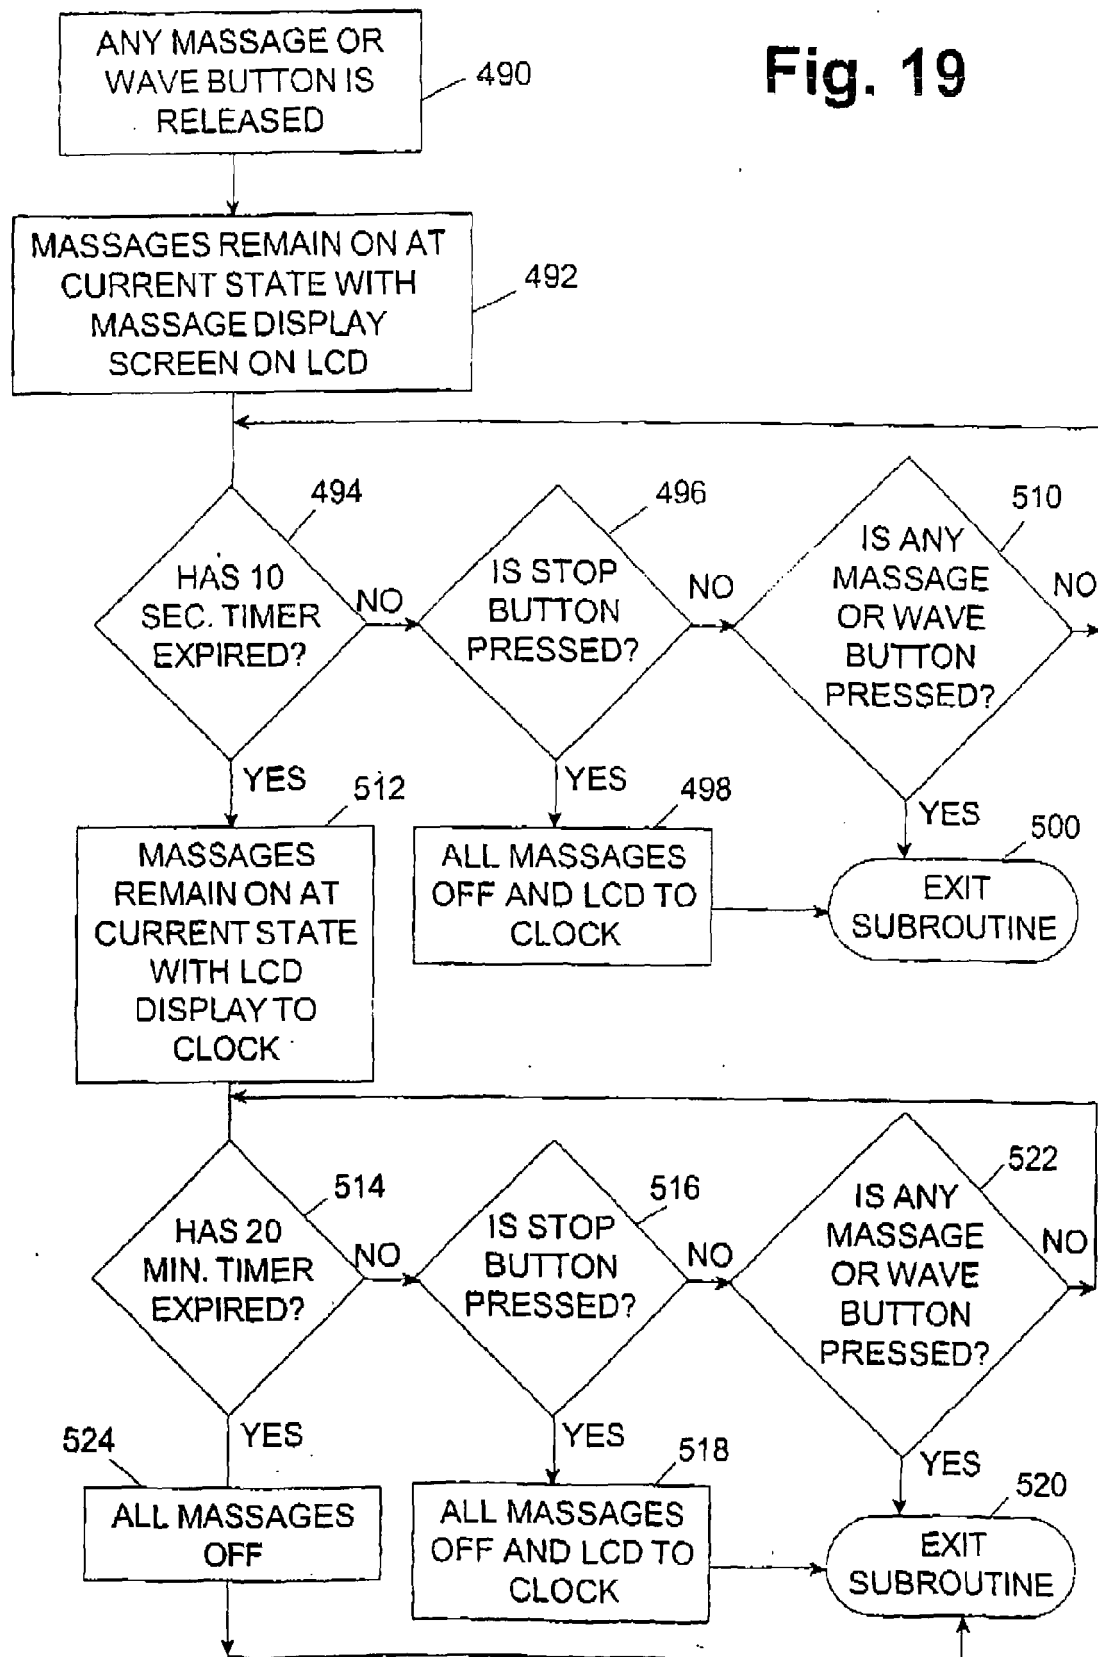 Fig. 19
ANY MASSAGE OR
WAVE BUTTON IS
RELEASED
490
MASSAGES REMAIN ON AT
CURRENT STATE WITH
MASSAGE DISPLAY
SCREEN ON LCD
492
494
HAS 10
SEC. TIMER
EXPIRED?
NO
YES
496
IS STOP
BUTTON
PRESSED?
NO
YES
510
IS ANY
MASSAGE
OR WAVE
BUTTON
PRESSED?
NO
YES
512
MASSAGES
REMAIN ON AT
CURRENT STATE
WITH LCD
DISPLAY TO
CLOCK
498
ALL MASSAGES
OFF AND LCD TO
CLOCK
500
EXIT
SUBROUTINE
514
HAS 20
MIN. TIMER
EXPIRED?
NO
YES
516
IS STOP
BUTTON
PRESSED?
NO
YES
522
IS ANY
MASSAGE
OR WAVE
BUTTON
PRESSED?
NO
YES
524
ALL MASSAGES
OFF
518
ALL MASSAGES
OFF AND LCD TO
CLOCK
520
EXIT
SUBROUTINE